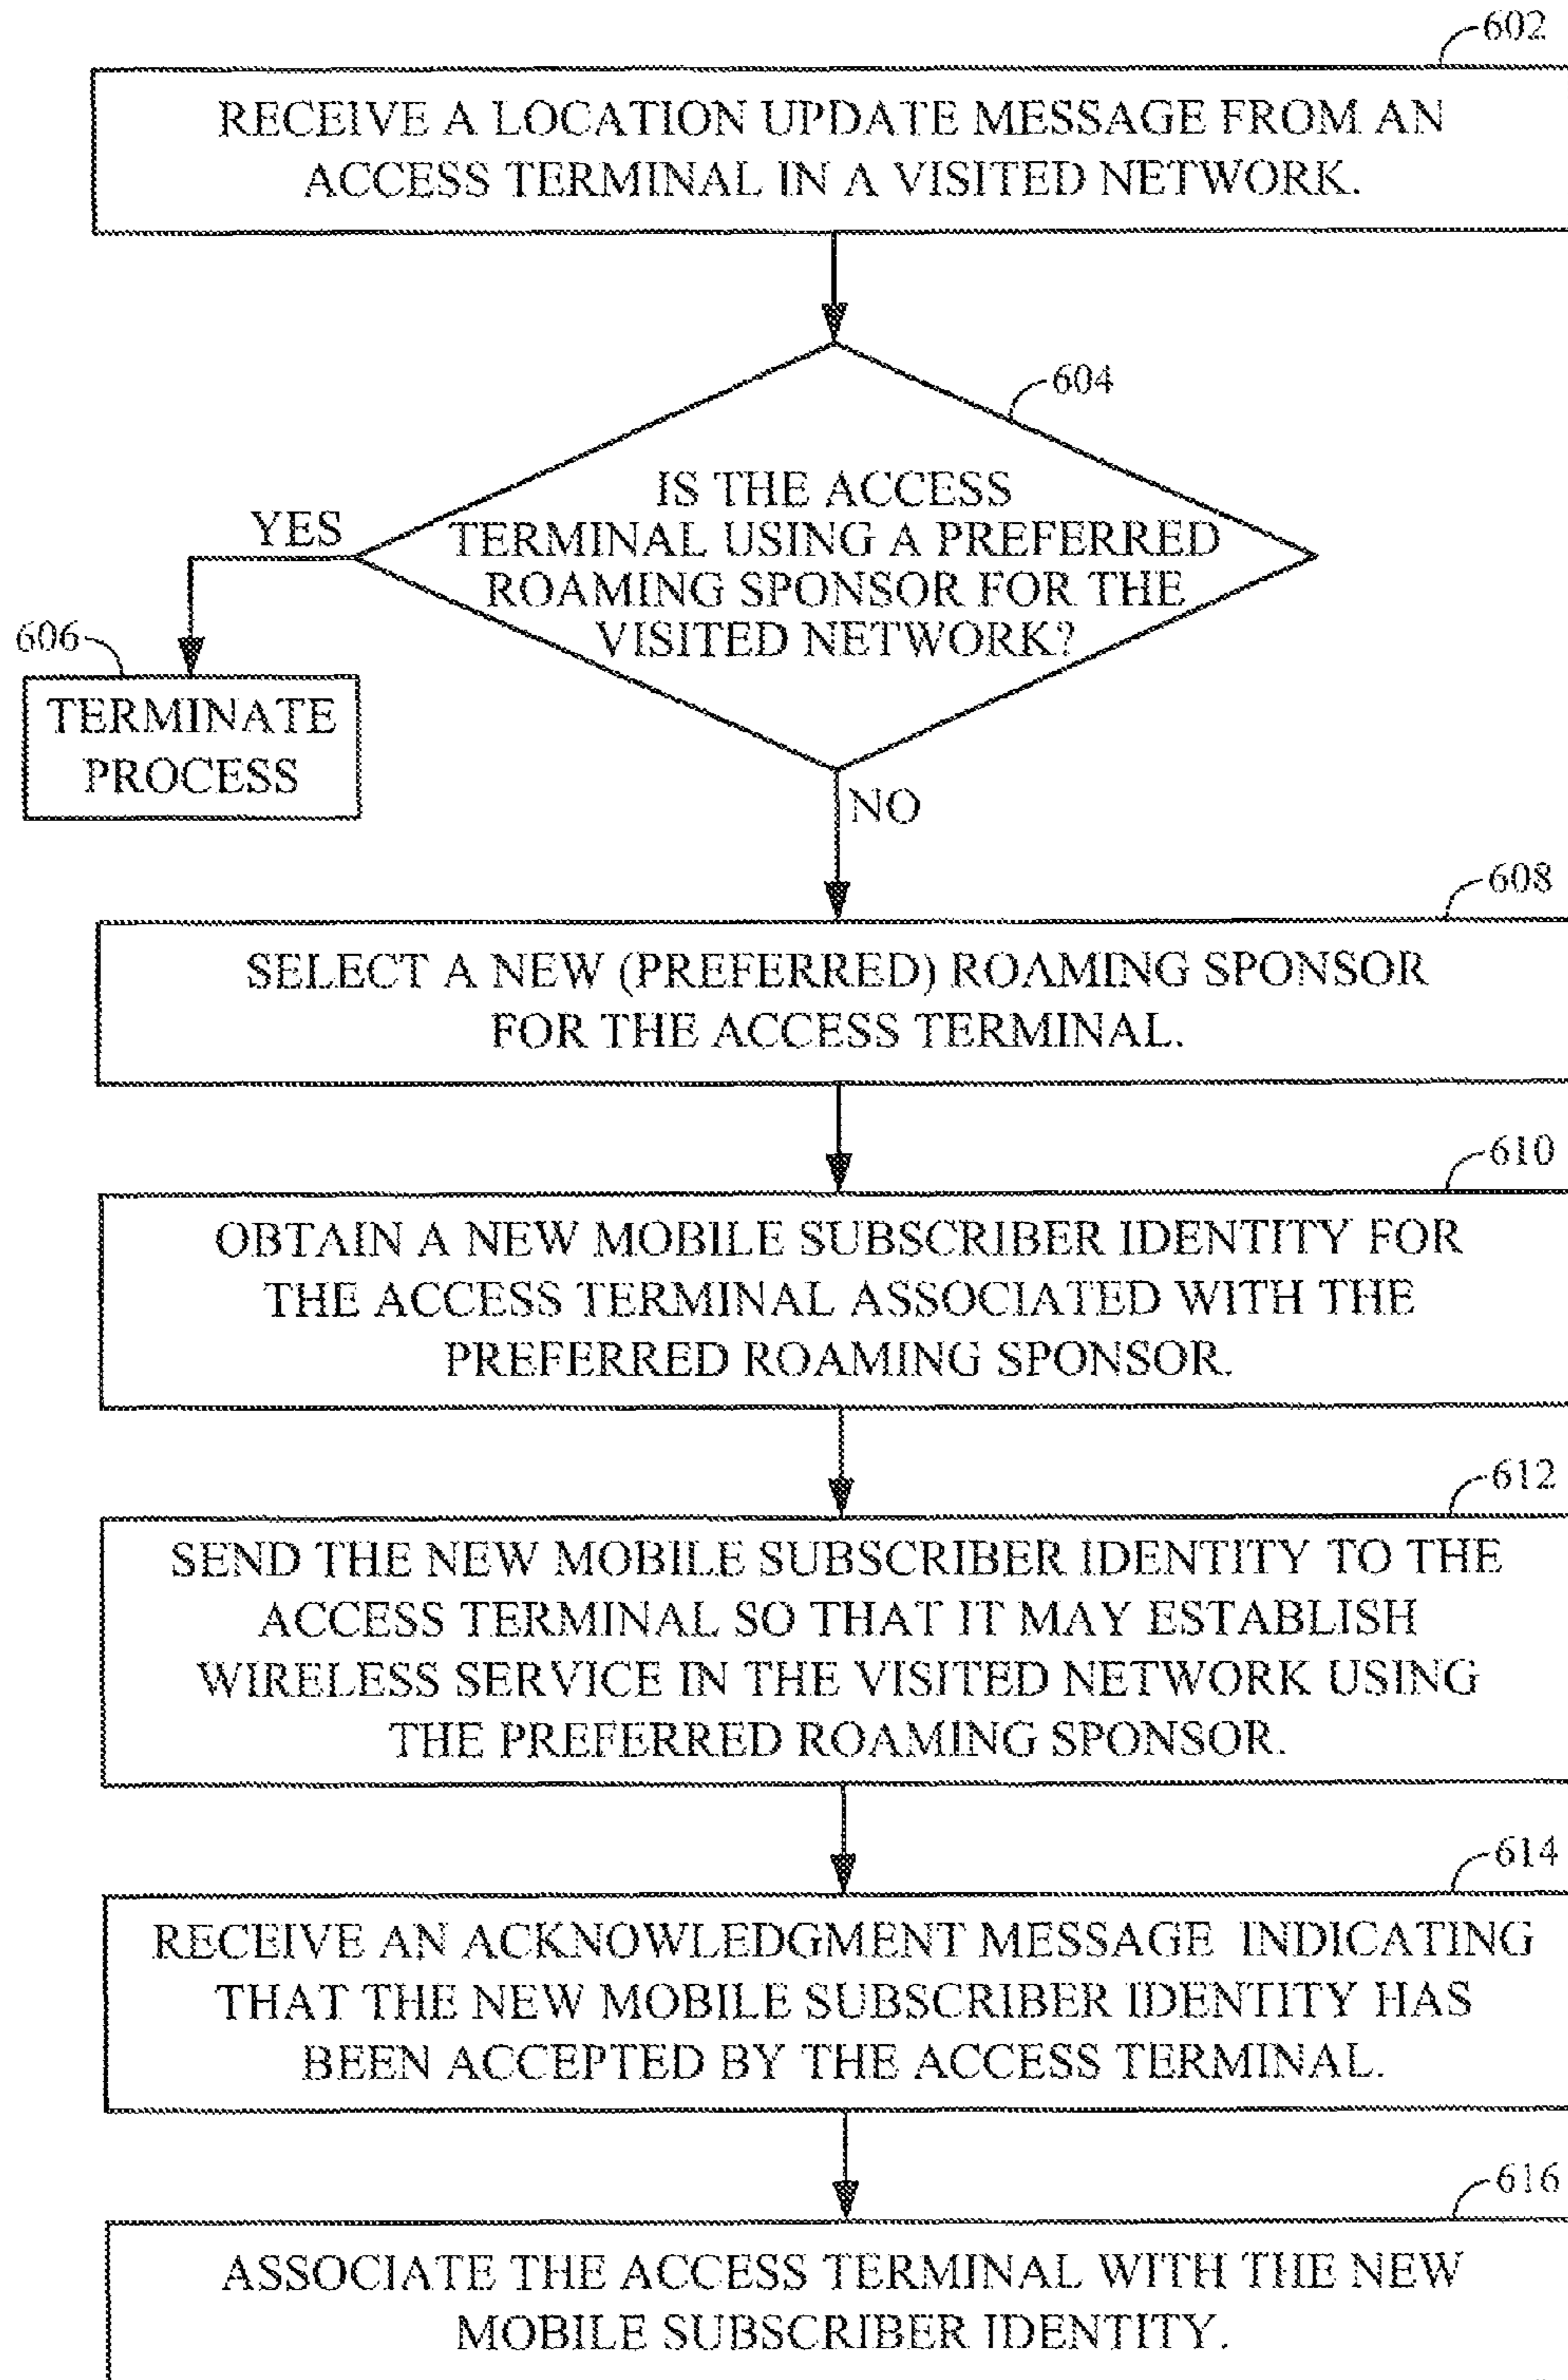 602
RECEIVE A LOCATION UPDATE MESSAGE FROM AN
ACCESS TERMINAL IN A VISITED NETWORK.
604
IS THE ACCESS
TERMINAL USING A PREFERRED
ROAMING SPONSOR FOR THE
VISITED NETWORK?
YES
606
TERMINATE
PROCESS
NO
608
SELECT A NEW (PREFERRED) ROAMING SPONSOR
FOR THE ACCESS TERMINAL.
610
OBTAIN A NEW MOBILE SUBSCRIBER IDENTITY FOR
THE ACCESS TERMINAL ASSOCIATED WITH THE
PREFERRED ROAMING SPONSOR.
612
SEND THE NEW MOBILE SUBSCRIBER IDENTITY TO THE
ACCESS TERMINAL SO THAT IT MAY ESTABLISH
WIRELESS SERVICE IN THE VISITED NETWORK USING
THE PREFERRED ROAMING SPONSOR.
614
RECEIVE AN ACKNOWLEDGMENT MESSAGE INDICATING
THAT THE NEW MOBILE SUBSCRIBER IDENTITY HAS
BEEN ACCEPTED BY THE ACCESS TERMINAL.
616
ASSOCIATE THE ACCESS TERMINAL WITH THE NEW
MOBILE SUBSCRIBER IDENTITY.